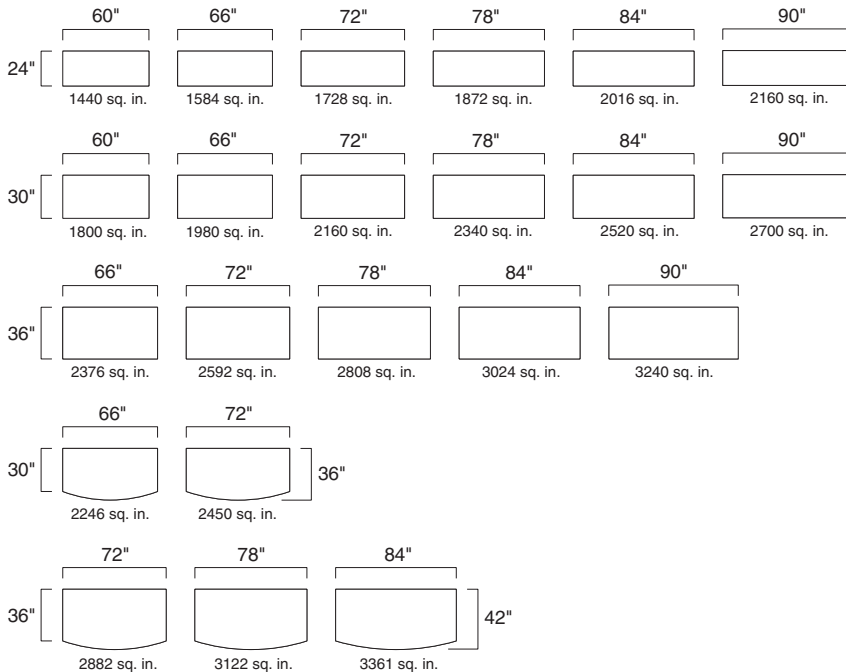 60" 66" 72" 78" 84" 90"
24"
1440 sq. in. 1584 sq. in. 1728 sq. in. 1872 sq. in. 2016 sq. in. 2160 sq. in.
60" 66" 72" 78" 84" 90"
30"
1800 sq. in. 1980 sq. in. 2160 sq. in. 2340 sq. in. 2520 sq. in. 2700 sq. in.
66" 72" 78" 84" 90"
36"
2376 sq. in. 2592 sq. in. 2808 sq. in. 3024 sq. in. 3240 sq. in.
66" 72"
30" 36"
2246 sq. in. 2450 sq. in.
72" 78" 84"
36" 42"
2882 sq. in. 3122 sq. in. 3361 sq. in.